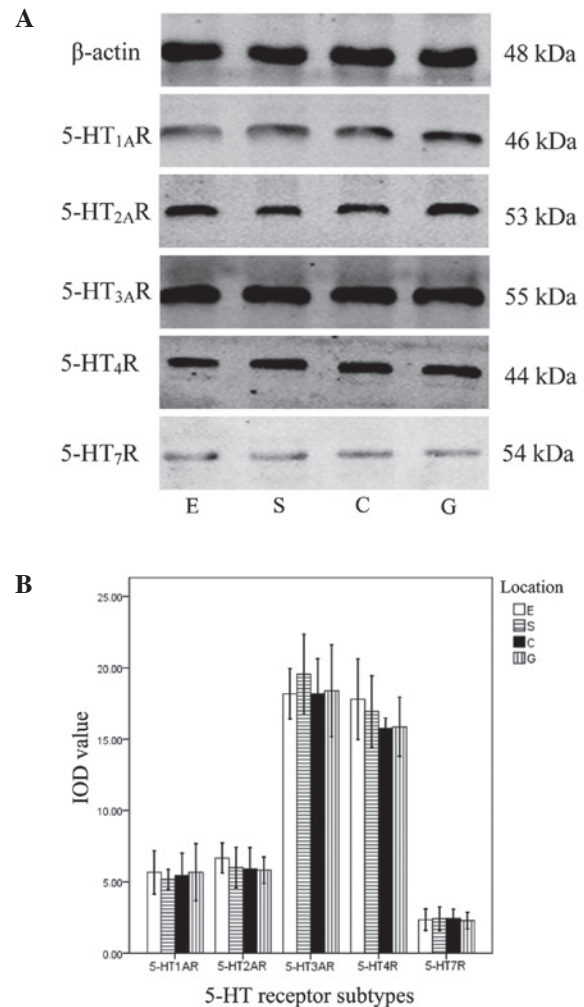 A
β-actin 48 kDa
5-HT₁ₐR 46 kDa
5-HT₂ₐR 53 kDa
5-HT₃ₐR 55 kDa
5-HT₄R 44 kDa
5-HT₇R 54 kDa
E S C G
B
Location
E
S
C
G
25.00
20.00
15.00
10.00
5.00
0.00
IOD value
5-HT1AR 5-HT2AR 5-HT3AR 5-HT4R 5-HT7R
5-HT receptor subtypes